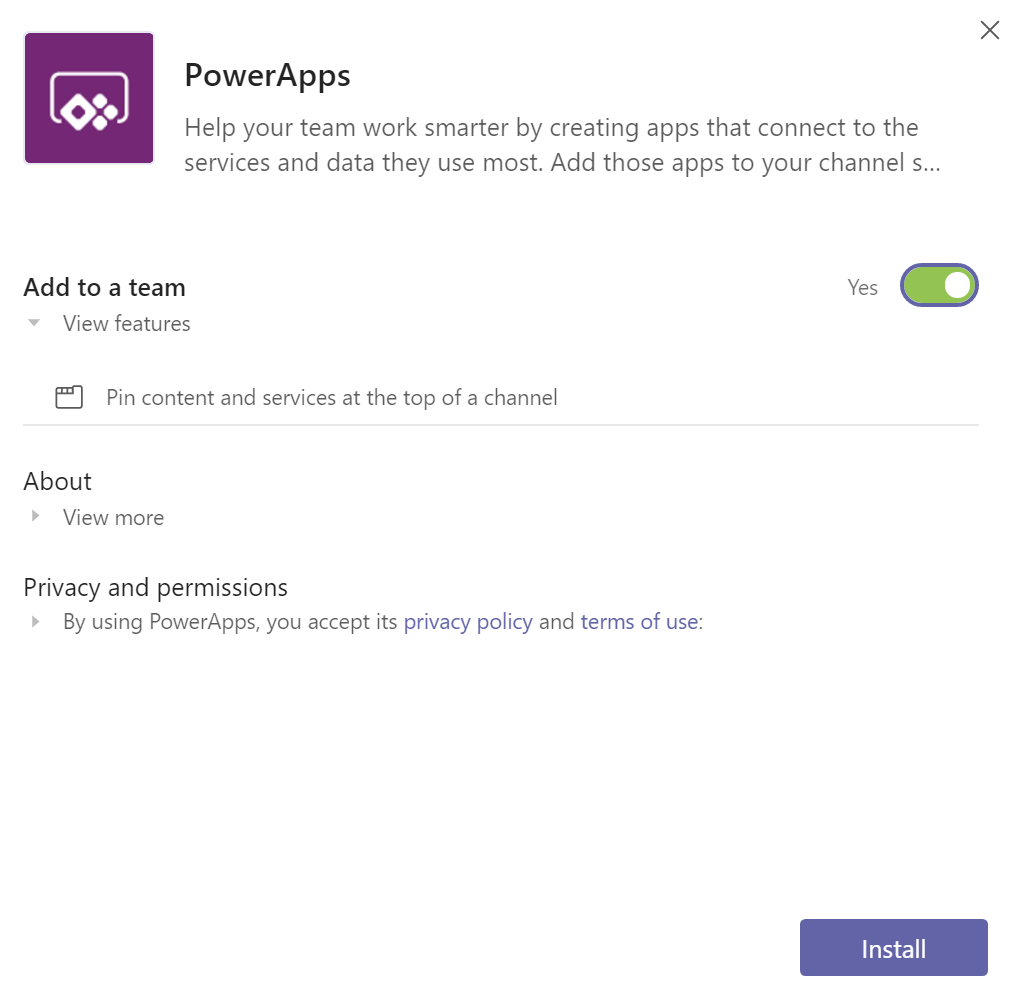 PowerApps
Help your team work smarter by creating apps that connect to the
services and data they use most. Add those apps to your channel s...
Add to a team
Yes
View features
Pin content and services at the top of a channel
About
View more
Privacy and permissions
By using PowerApps, you accept its privacy policy and terms of use:
Install